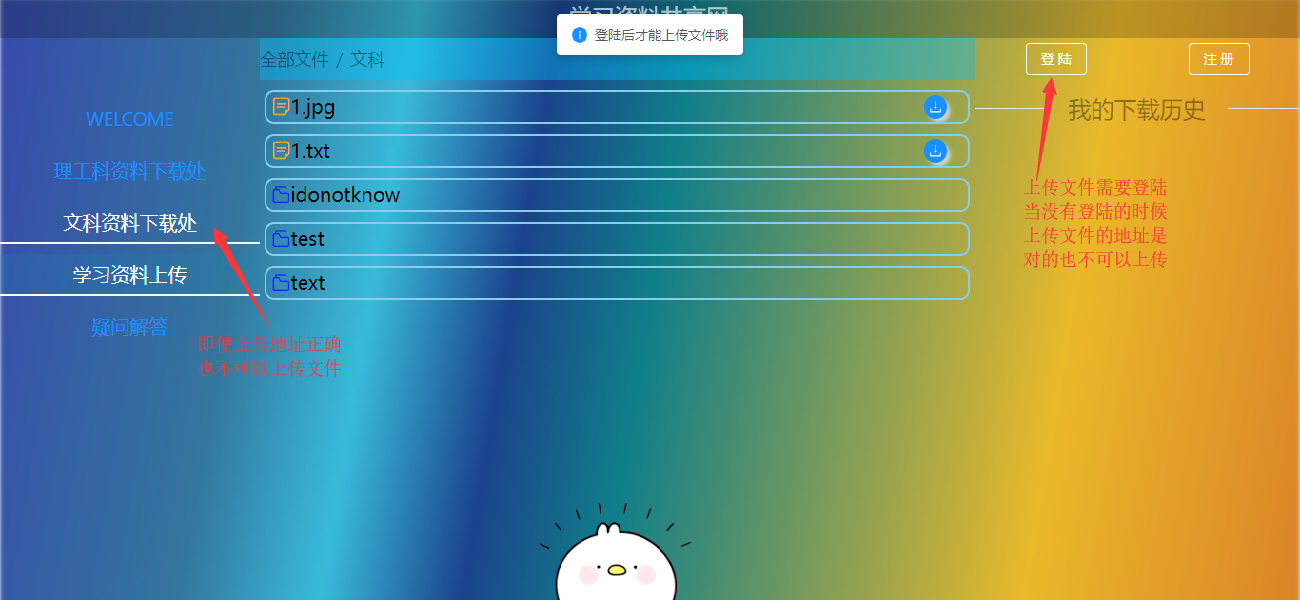 学习资料共享网
登陆后才能上传文件哦
全部文件 / 文科
登 陆
注 册
WELCOME
理工科资料下载处
文科资料下载处
学习资料上传
疑问解答
1.jpg
1.txt
idonotknow
test
text
我的下载历史
上传文件需要登陆
当没有登陆的时候
上传文件的地址是
对的也不可以上传
即使上传地址正确
也不可以上传文件